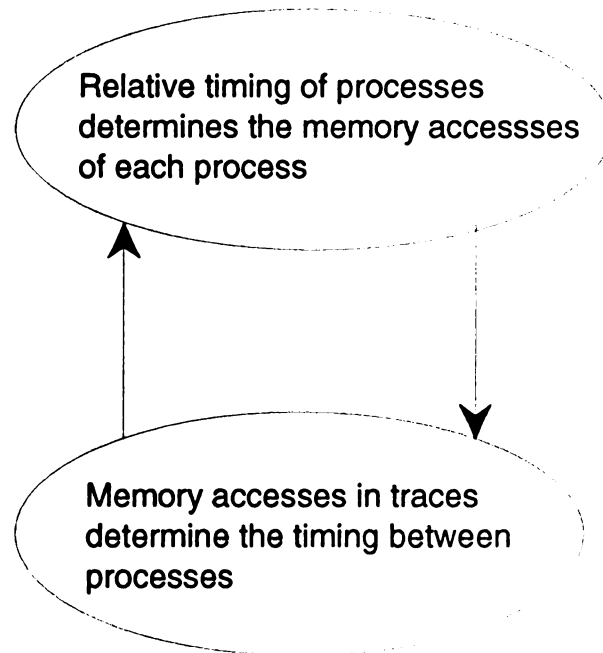 Relative timing of processes
determines the memory accessses
of each process
Memory accesses in traces
determine the timing between
processes